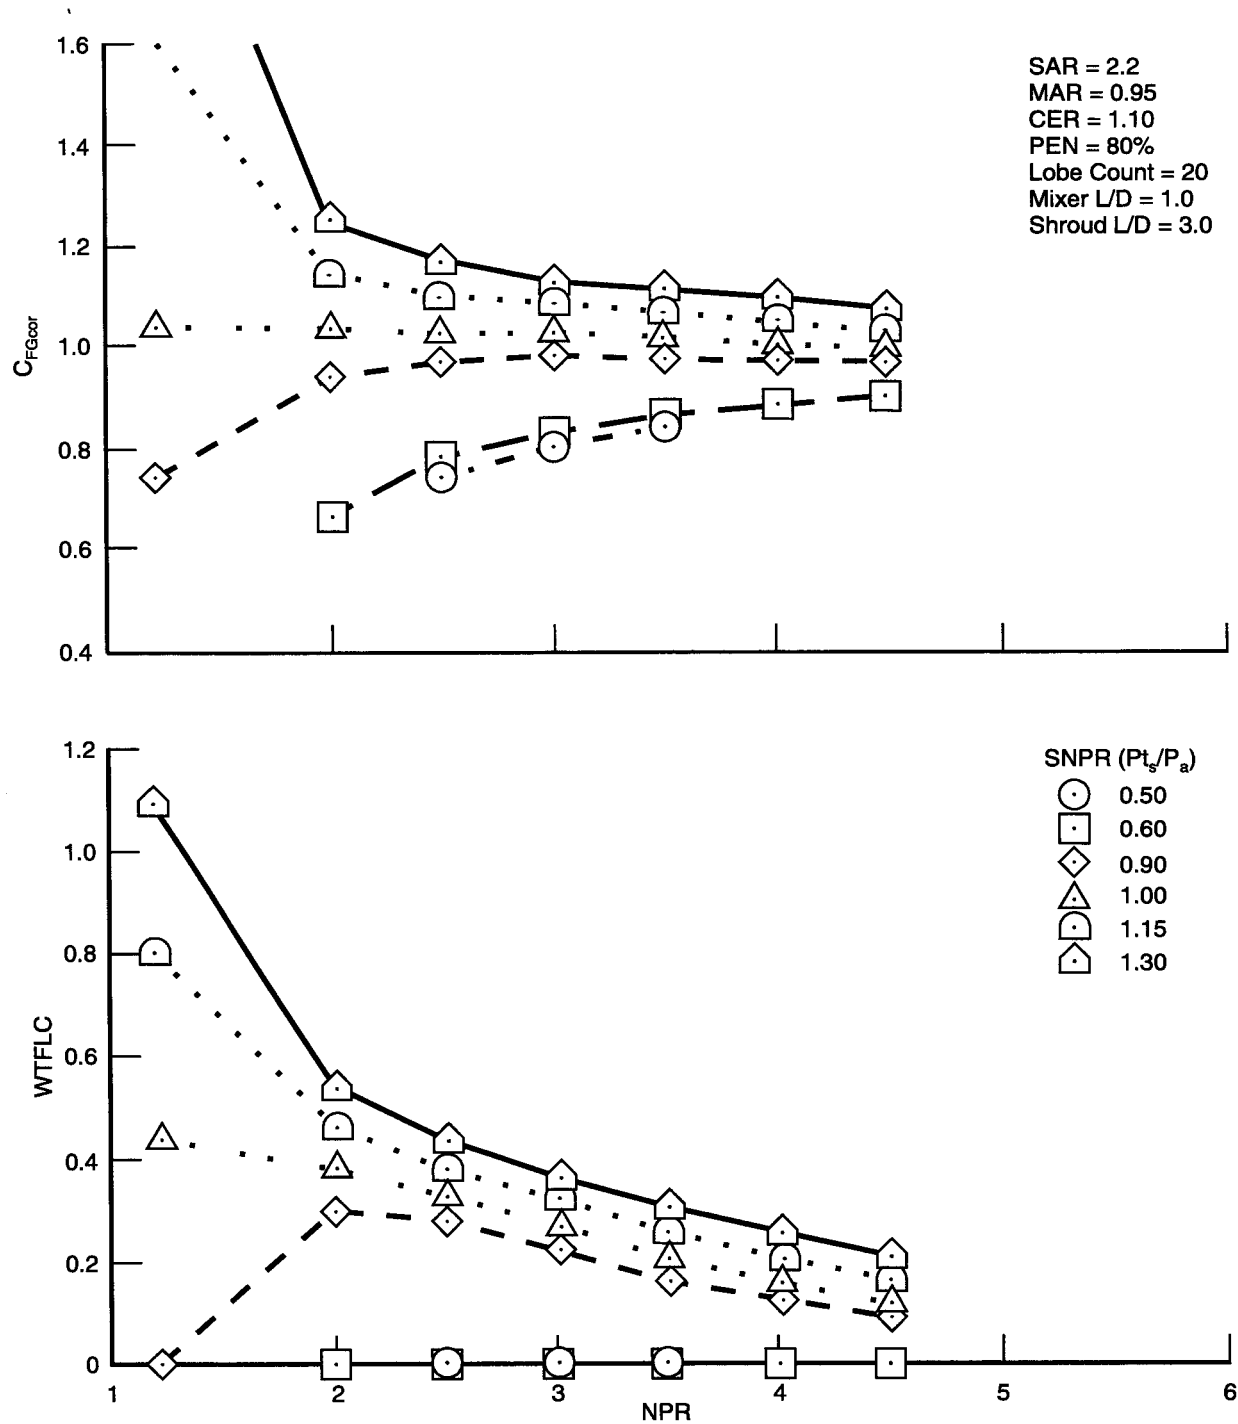 1.6
1.4
1.2
1.0
0.8
0.6
0.4
C_FGcor
SAR = 2.2
MAR = 0.95
CER = 1.10
PEN = 80%
Lobe Count = 20
Mixer L/D = 1.0
Shroud L/D = 3.0
1.2
1.0
0.8
0.6
0.4
0.2
0
WTFLC
SNPR (Pt_s/P_a)
0.50
0.60
0.90
1.00
1.15
1.30
1 2 3 4 5 6
NPR